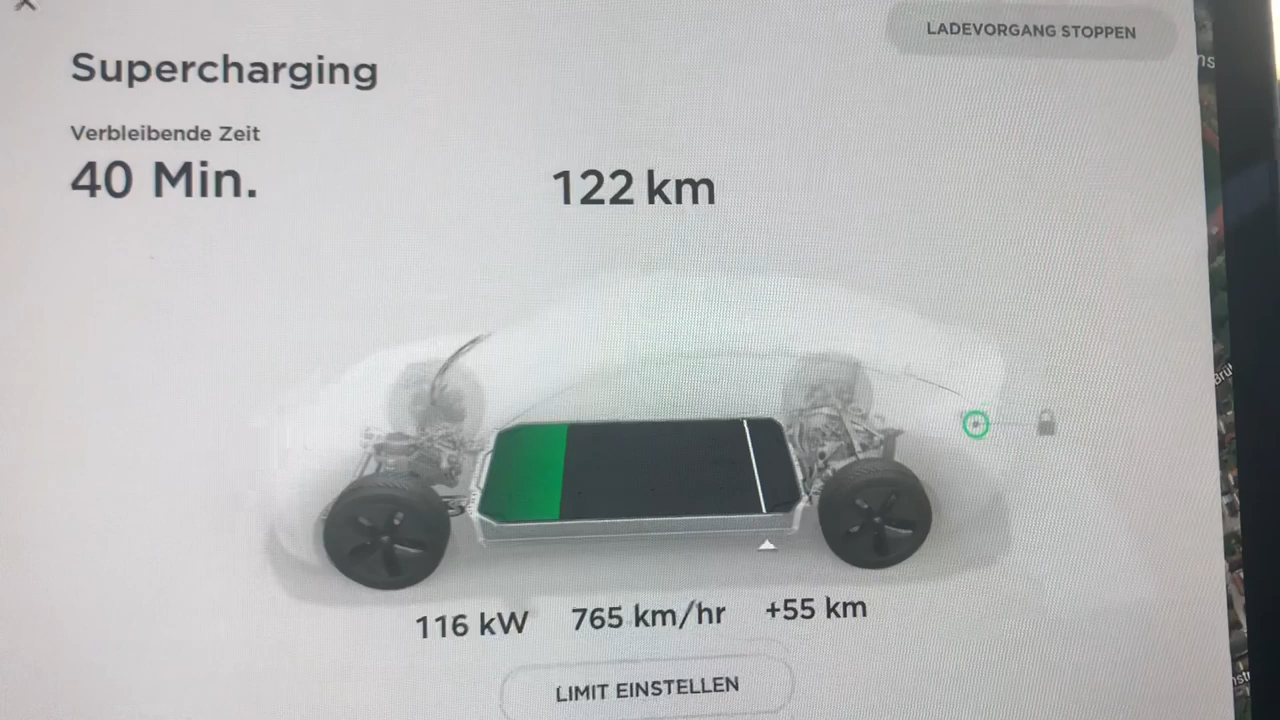 LADEVORGANG STOPPEN
Supercharging
Verbleibende Zeit
40 Min.
122 km
116 kW
765 km/hr
+55 km
LIMIT EINSTELLEN